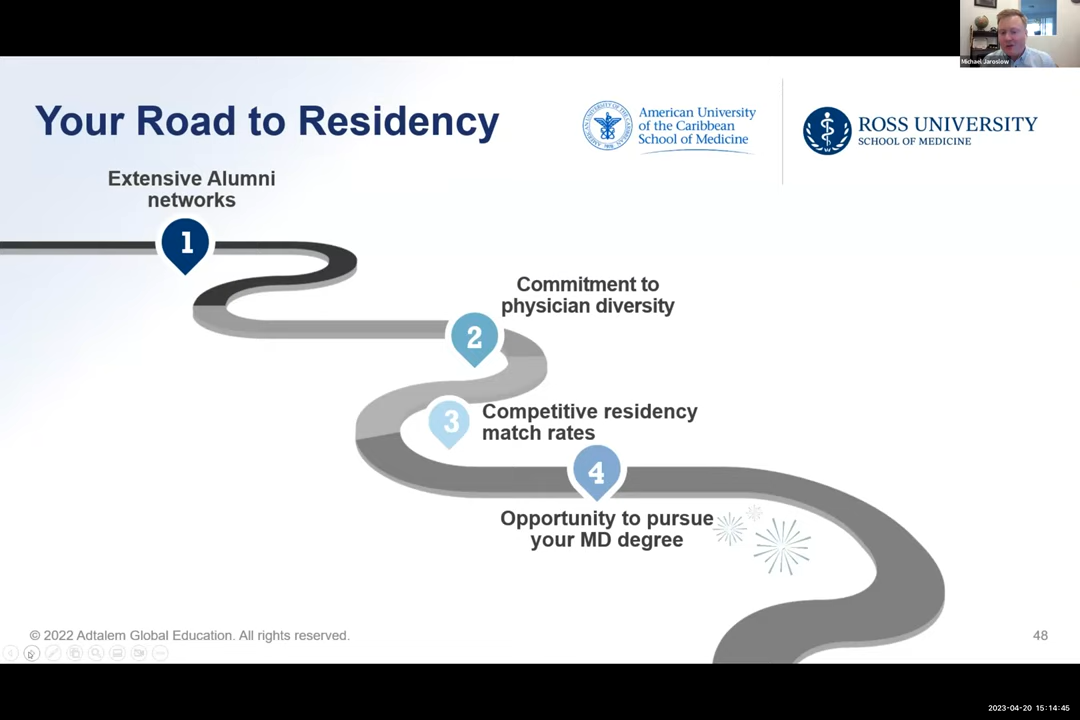 Michael Jaroslow
Your Road to Residency
American University
of the Caribbean
School of Medicine
ROSS UNIVERSITY
SCHOOL OF MEDICINE
Extensive Alumni
networks
1
Commitment to
physician diversity
2
3
Competitive residency
match rates
4
Opportunity to pursue
your MD degree
© 2022 Adtalem Global Education. All rights reserved.
48
2023-04-20 15:14:45